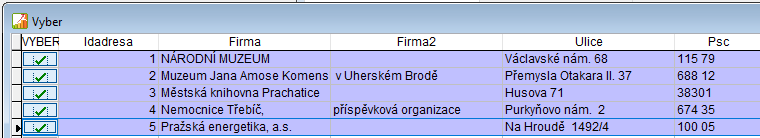 Vyber
VYBER Idadresa Firma Firma2 Ulice Psc
1 NÁRODNÍ MUZEUM Václavské nám. 68 115 79
2 Muzeum Jana Amose Komens v Uherském Brodě Přemysla Otakara II. 37 688 12
3 Městská knihovna Prachatice Husova 71 38301
4 Nemocnice Třebíč, příspěvková organizace Purkyňovo nám. 2 674 35
5 Pražská energetika, a.s. Na Hroudě 1492/4 100 05